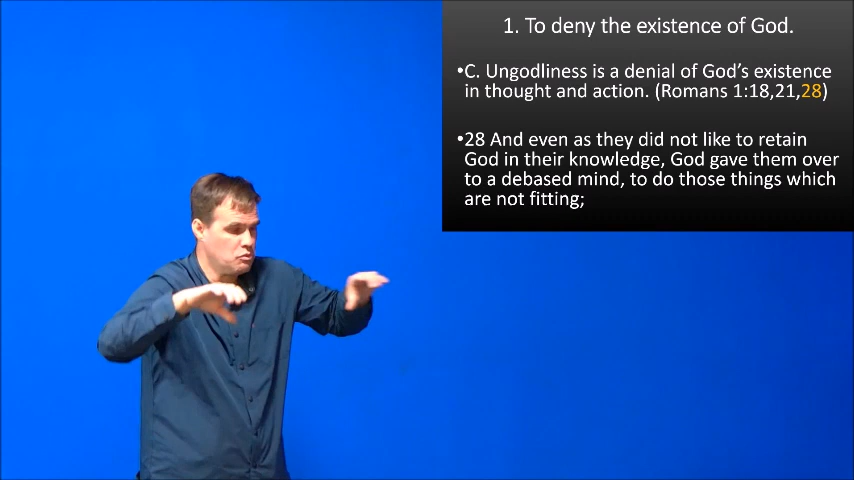 1. To deny the existence of God.
•C. Ungodliness is a denial of God's existence
in thought and action. (Romans 1:18,21,28)
•28 And even as they did not like to retain
God in their knowledge, God gave them over
to a debased mind, to do those things which
are not fitting;